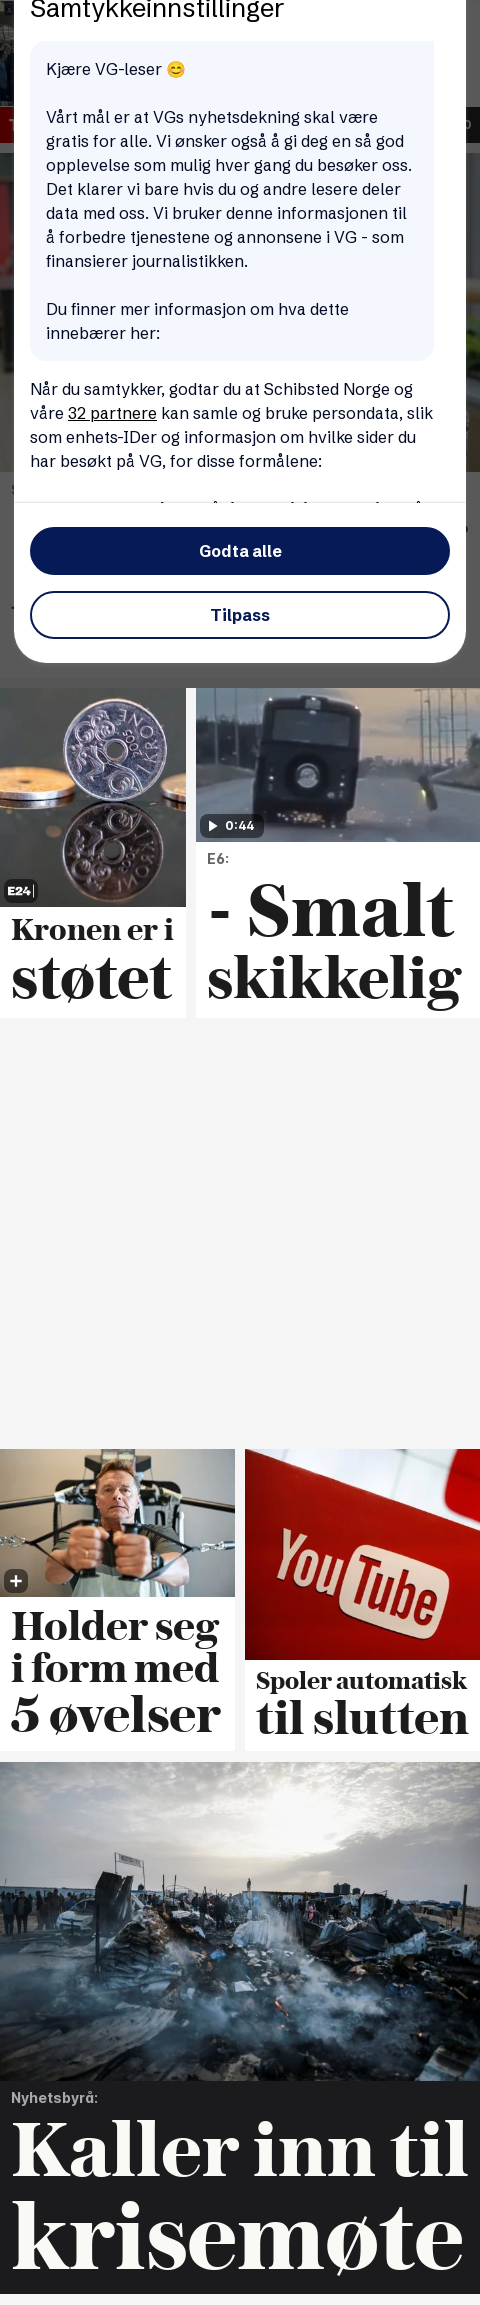 Samtykkeinnstillinger
Kjære VG-leser 😊
Vårt mål er at VGs nyhetsdekning skal være
gratis for alle. Vi ønsker også å gi deg en så god
opplevelse som mulig hver gang du besøker oss.
Det klarer vi bare hvis du og andre lesere deler
data med oss. Vi bruker denne informasjonen til
å forbedre tjenestene og annonsene i VG - som
finansierer journalistikken.
Du finner mer informasjon om hva dette
innebærer her:
Når du samtykker, godtar du at Schibsted Norge og
våre 32 partnere kan samle og bruke persondata, slik
som enhets-IDer og informasjon om hvilke sider du
har besøkt på VG, for disse formålene:
Godta alle
Tilpass
KRONE
KRONE
E24
Kronen er i
støtet
0:44
E6:
- Smalt
skikkelig
Holder seg
i form med
5 øvelser
YouTube
Spoler automatisk
til slutten
Nyhetsbyrå:
Kaller inn til
krisemøte